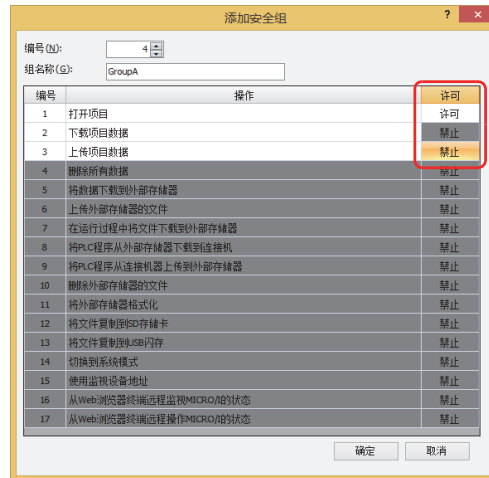 添加安全组
?
×
编号(N): 4
组名称(G): GroupA
编号 操作 许可
1 打开项目 许可
2 下载项目数据 禁止
3 上传项目数据 禁止
4 删除所有数据 禁止
5 将数据下载到外部存储器 禁止
6 上传外部存储器的文件 禁止
7 在运行过程中将文件下载到外部存储器 禁止
8 将PLC程序从外部存储器下载到连接机 禁止
9 将PLC程序从连接机器上传到外部存储器 禁止
10 删除外部存储器的文件 禁止
11 将外部存储器格式化 禁止
12 将文件复制到SD存储卡 禁止
13 将文件复制到USB闪存 禁止
14 切换到系统模式 禁止
15 使用监视设备地址 禁止
16 从Web浏览器终端远程监视MICRO/I的状态 禁止
17 从Web浏览器终端远程操作MICRO/I的状态 禁止
确定 取消